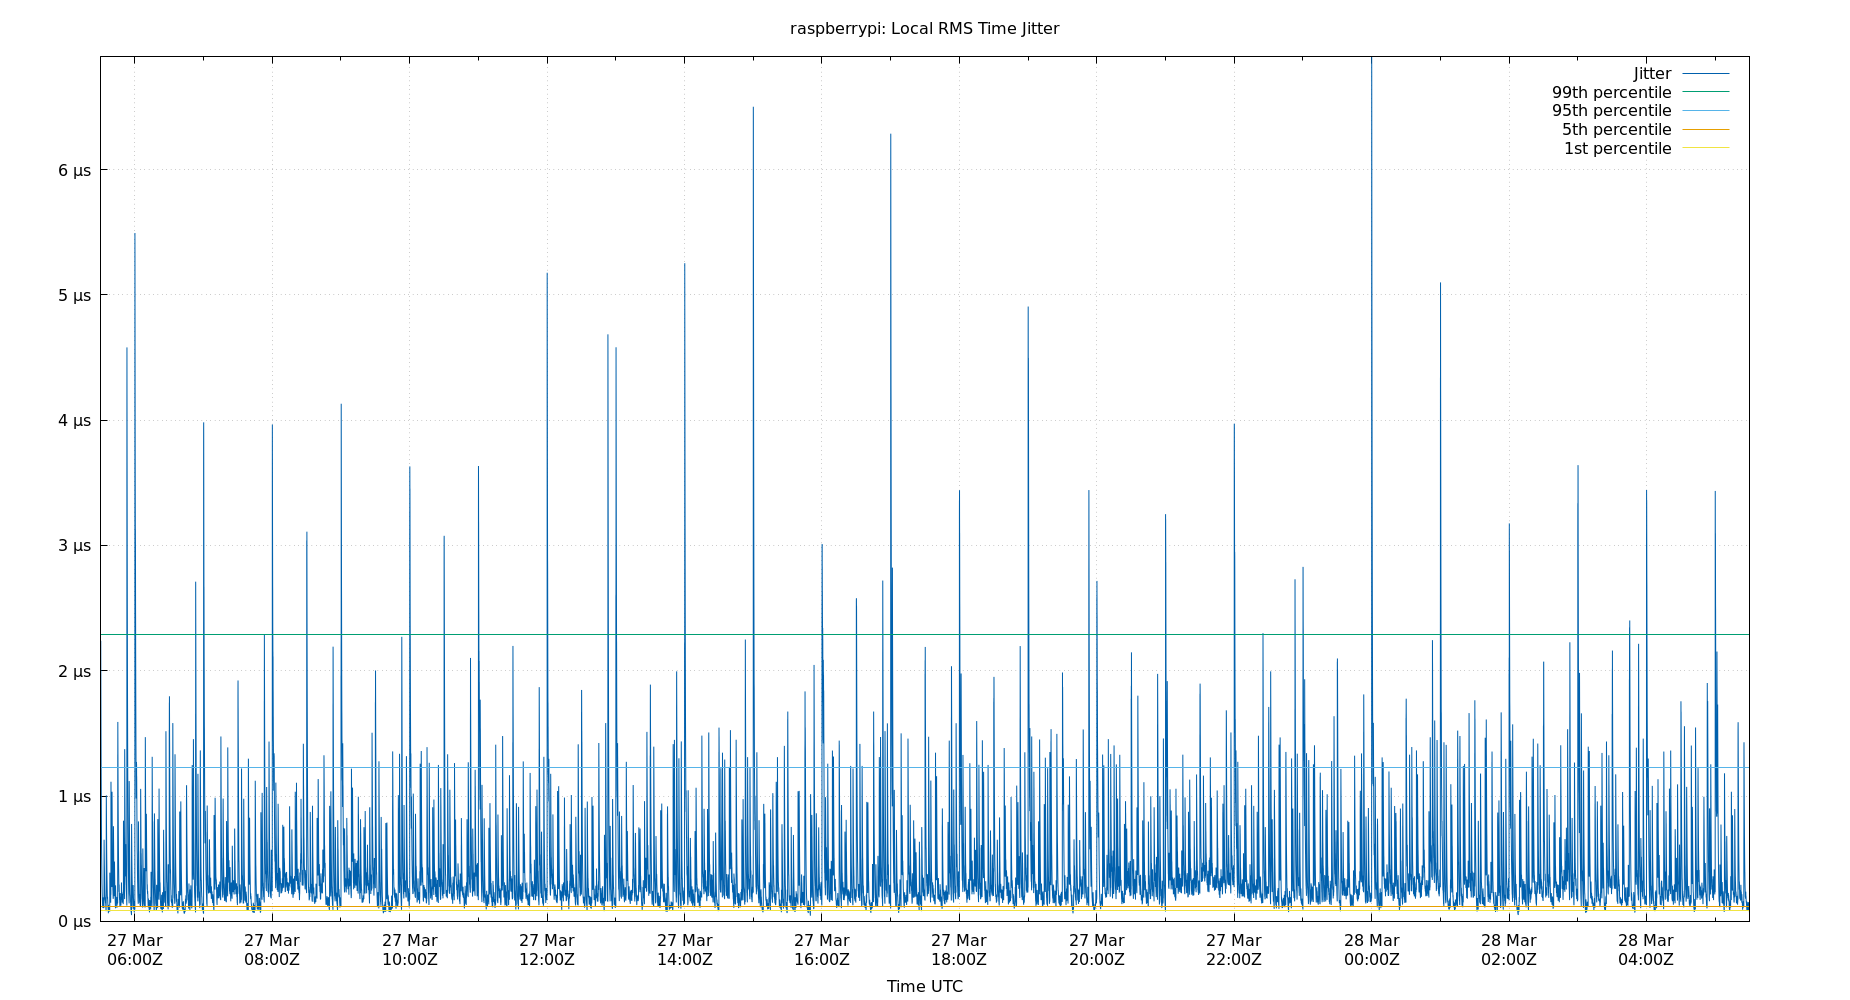 raspberrypi: Local RMS Time Jitter
Jitter
99th percentile
95th percentile
5th percentile
1st percentile
6 µs
5 µs
4 µs
3 µs
2 µs
1 µs
0 µs
27 Mar 27 Mar 27 Mar 27 Mar 27 Mar 27 Mar 27 Mar 27 Mar 27 Mar 28 Mar 28 Mar 28 Mar
06:00Z 08:00Z 10:00Z 12:00Z 14:00Z 16:00Z 18:00Z 20:00Z 22:00Z 00:00Z 02:00Z 04:00Z
Time UTC